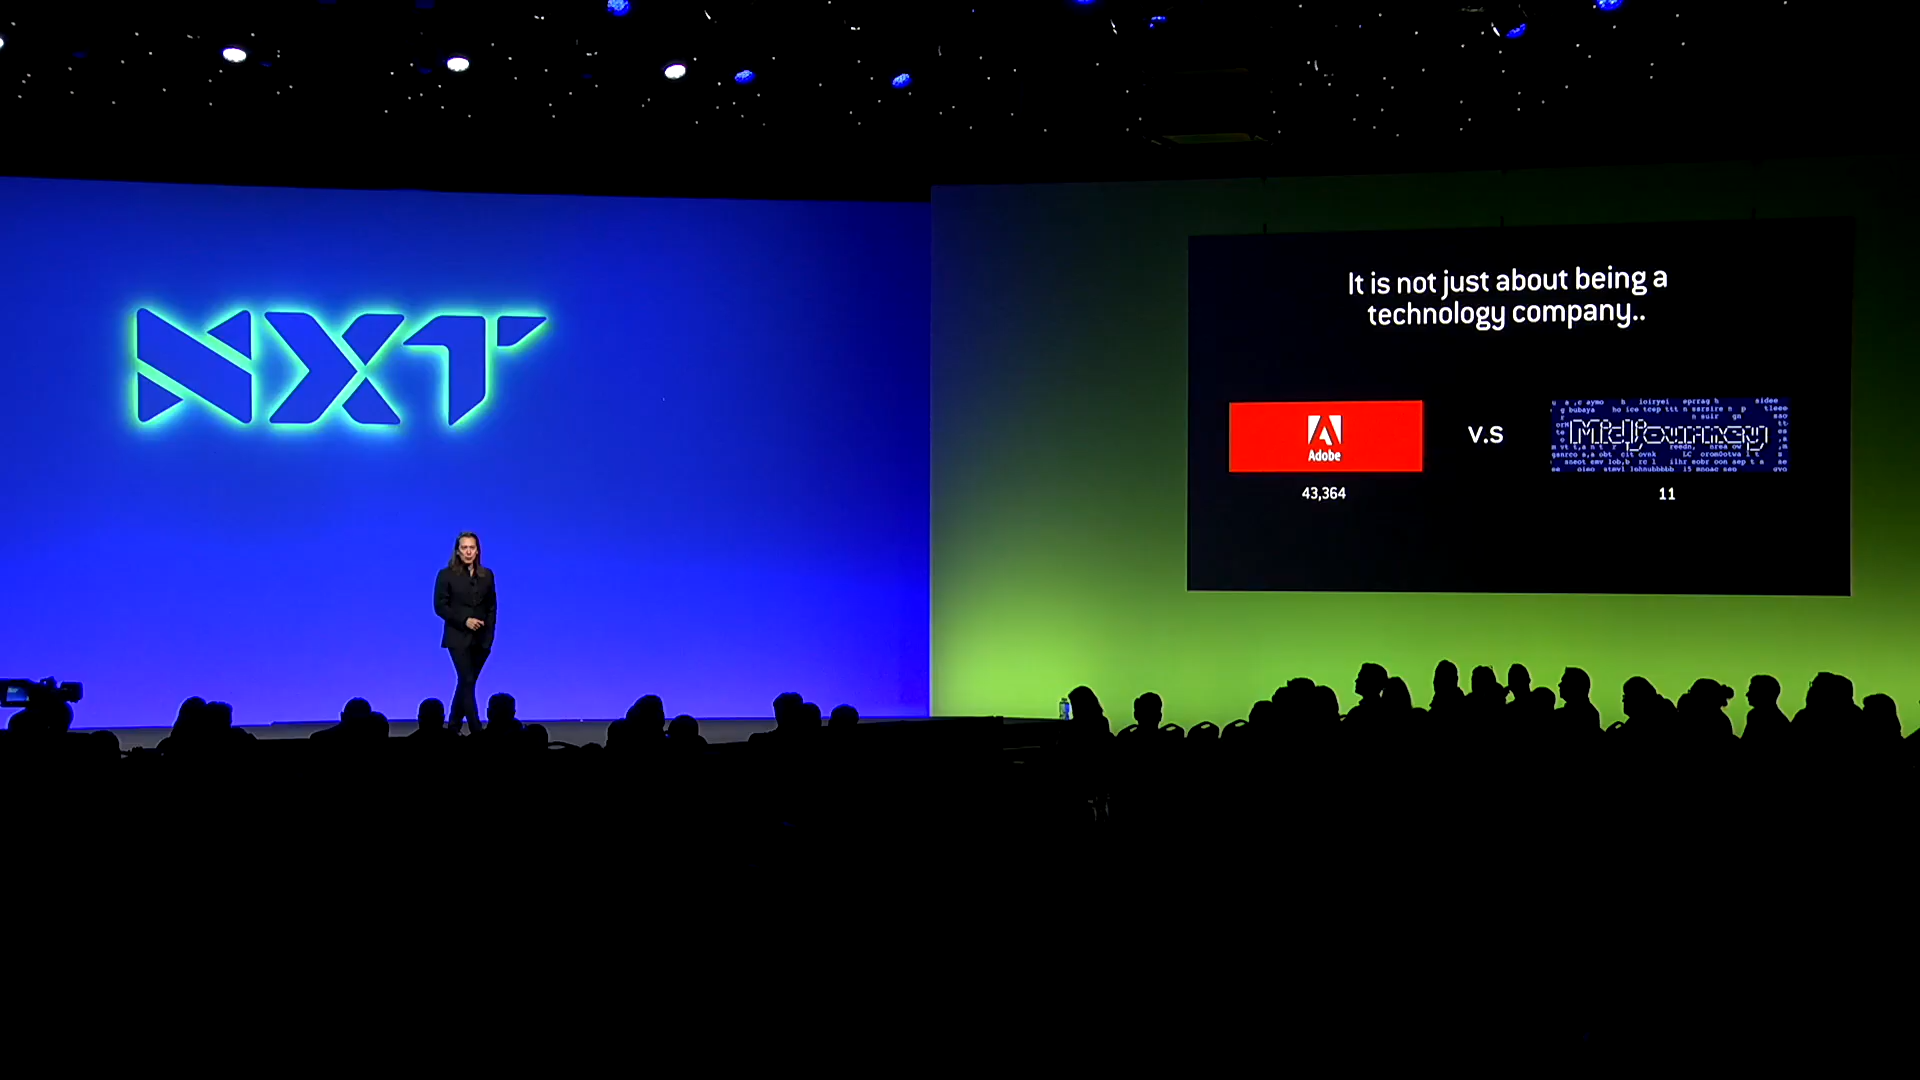 NXT
It is not just about being a
technology company..
Adobe
V.S
Midjourney
43,364
11